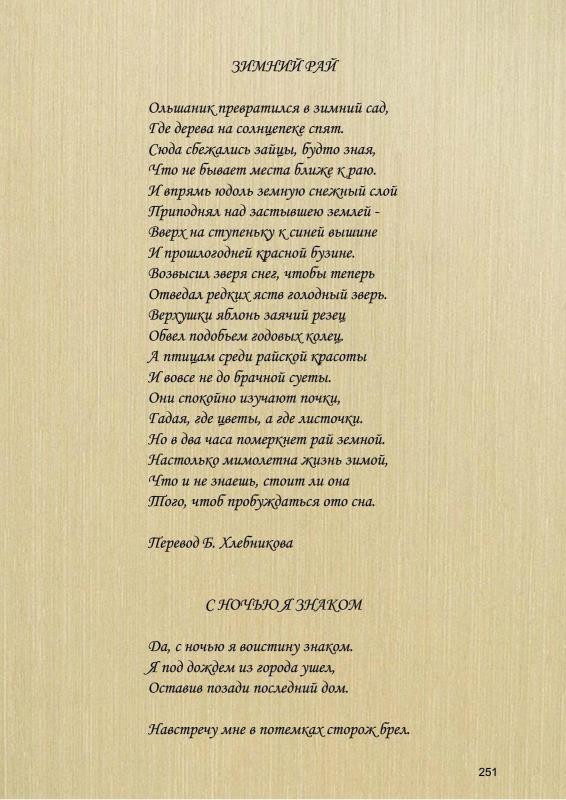 ЗИМНИЙ РАЙ
Ольшаник превратился в зимний сад,
Где дерева на солнцепеке спят.
Сюда сбежались зайцы, будто зная,
Что не бывает места ближе к раю.
И впрямь юдоль земную снежный слой
Приподнял над застывшею землей -
Вверх на ступеньку к синей вышине
И прошлогодней красной бузине.
Возвысил зверя снег, чтобы теперь
Отведал редких яств голодный зверь.
Верхушки яблонь заячий резец
Обвел подобьем годовых колец.
А птицам среди райской красоты
И вовсе не до брачной суеты.
Они спокойно изучают почки,
Гадая, где цветы, а где листочки.
Но в два часа померкнет рай земной.
Настолько мимолетна жизнь зимой,
Что и не знаешь, стоит ли она
Того, чтоб пробуждаться ото сна.
Перевод Б. Хлебникова
С НОЧЬЮ Я ЗНАКОМ
Да, с ночью я воистину знаком.
Я под дождем из города ушел,
Оставив позади последний дом.
Навстречу мне в потемках сторож брел.
251